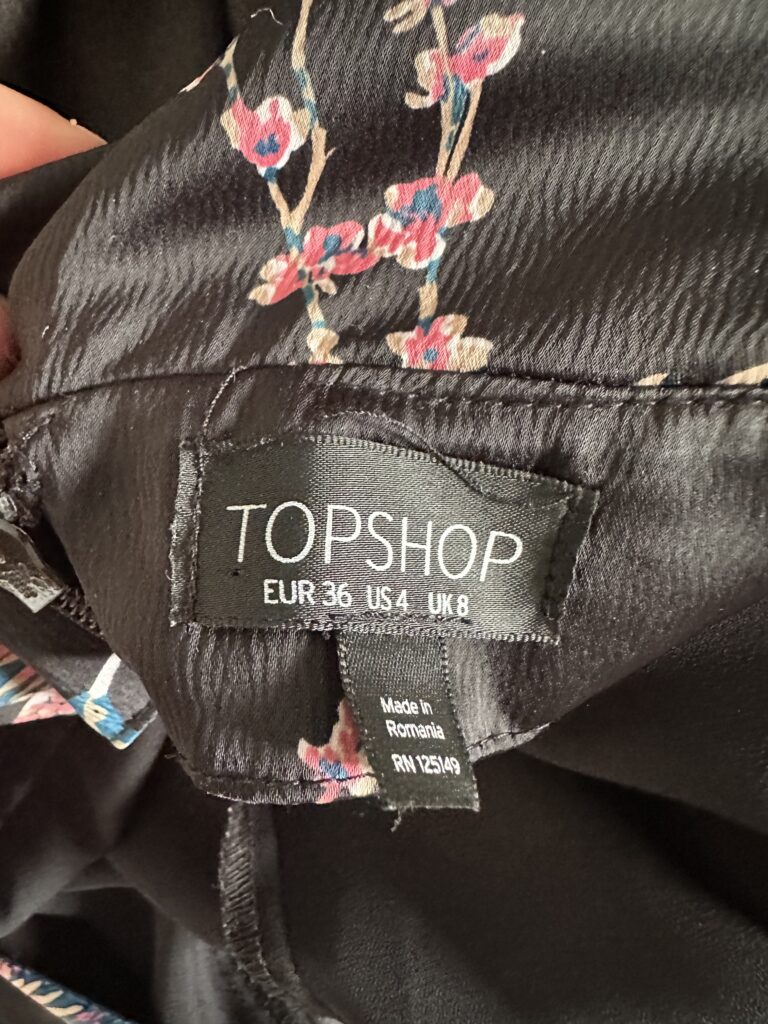 TOPSHOP
EUR 36 US 4 UK 8
Made in
Romania
RN 125149